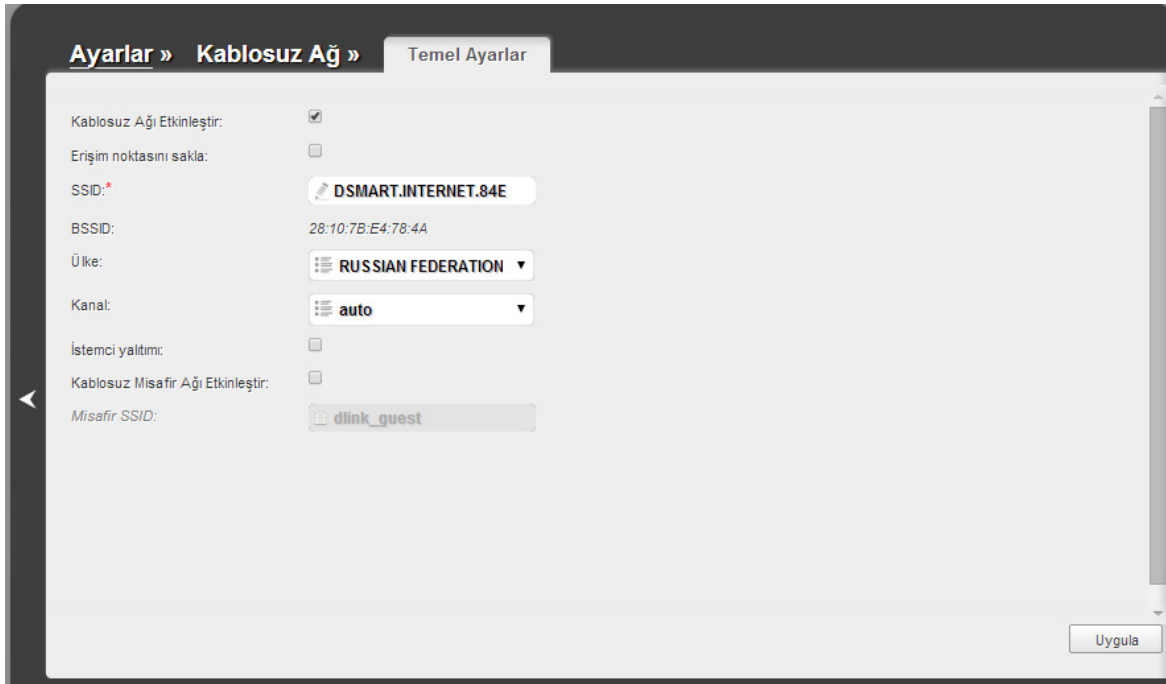 Ayarlar » Kablosuz Ağ » Temel Ayarlar
Kablosuz Ağı Etkinleştir:
Erişim noktasını sakla:
SSID:* DSMART.INTERNET.84E
BSSID: 28:10:7B:E4:78:4A
Ülke: RUSSIAN FEDERATION
Kanal: auto
İstemci yalıtımı:
Kablosuz Misafir Ağı Etkinleştir:
Misafir SSID: dlink_guest
Uygula